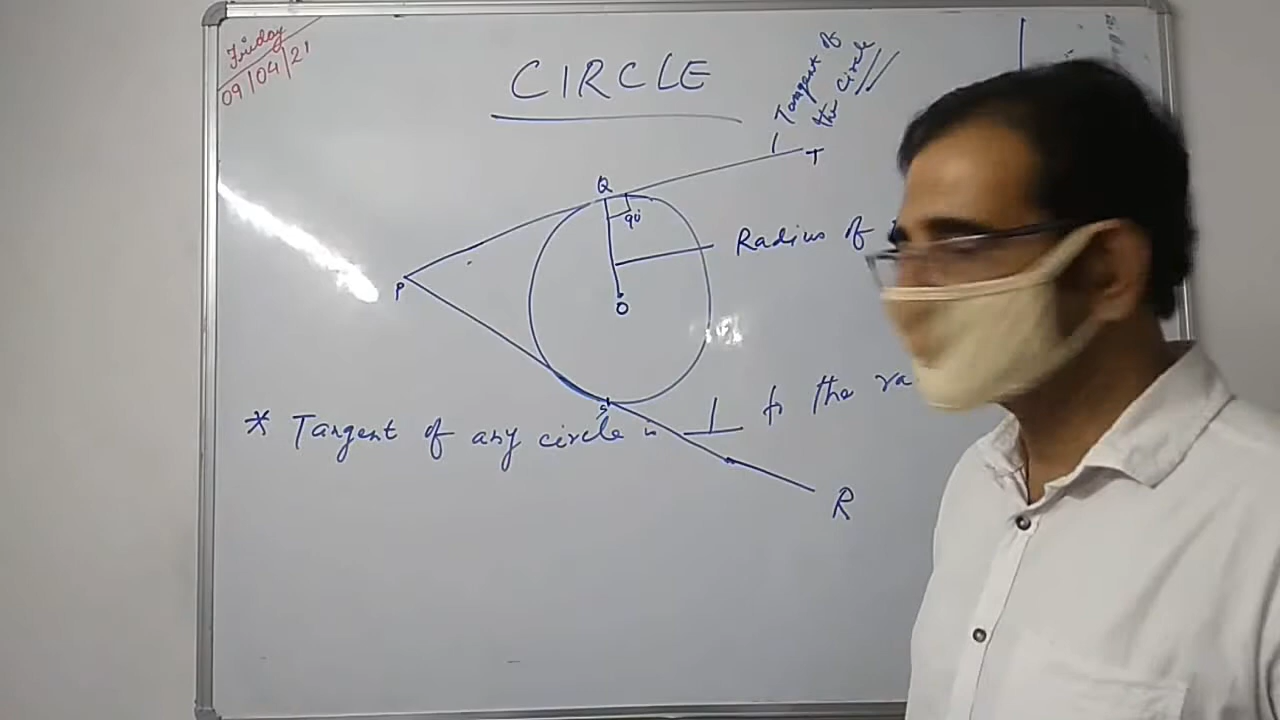 Friday
09/04/21
CIRCLE
Tangent of
the circle
T
Q
90°
Radius of
P
O
S
* Tangent of any circle is ⊥ to the ra
R